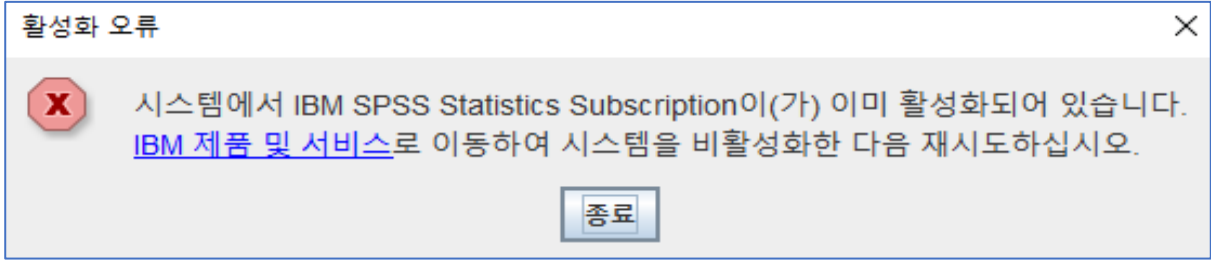 활성화 오류
시스템에서 IBM SPSS Statistics Subscription이(가) 이미 활성화되어 있습니다.
IBM 제품 및 서비스로 이동하여 시스템을 비활성화한 다음 재시도하십시오.
종료